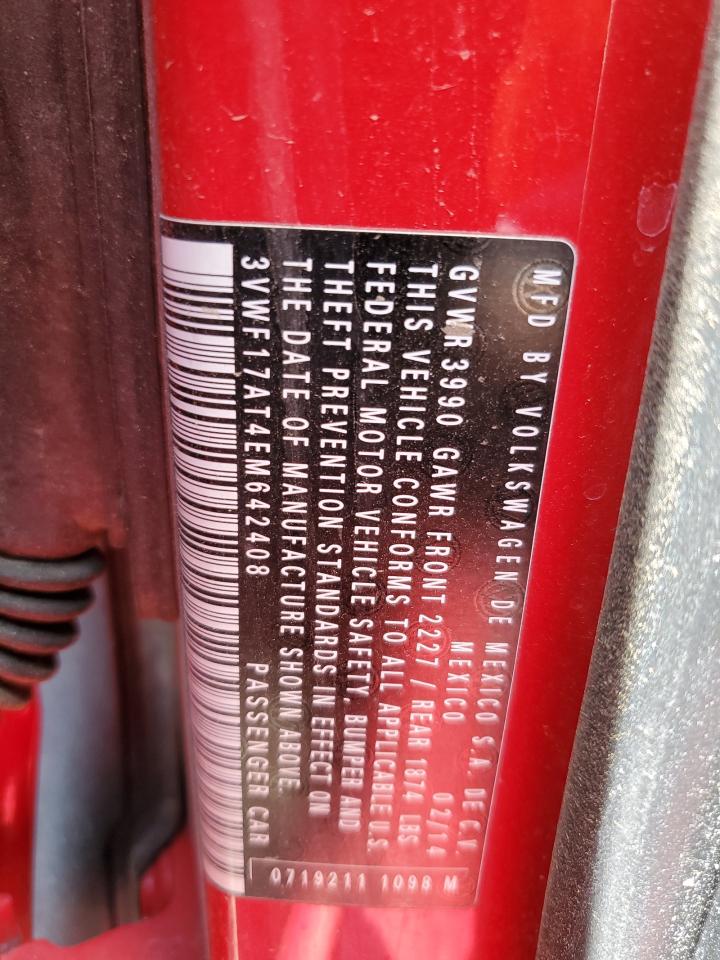 MFD BY VOLKSWAGEN DE MEXICO S.A. DE C.V.
MEXICO 02/14
GVWR 3990 GAWR FRONT 2227 / REAR 1874 LBS
THIS VEHICLE CONFORMS TO ALL APPLICABLE U.S.
FEDERAL MOTOR VEHICLE SAFETY, BUMPER AND
THEFT PREVENTION STANDARDS IN EFFECT ON
THE DATE OF MANUFACTURE SHOWN ABOVE.
3VWF17AT4EM642408 PASSENGER CAR
0719211 1098 M